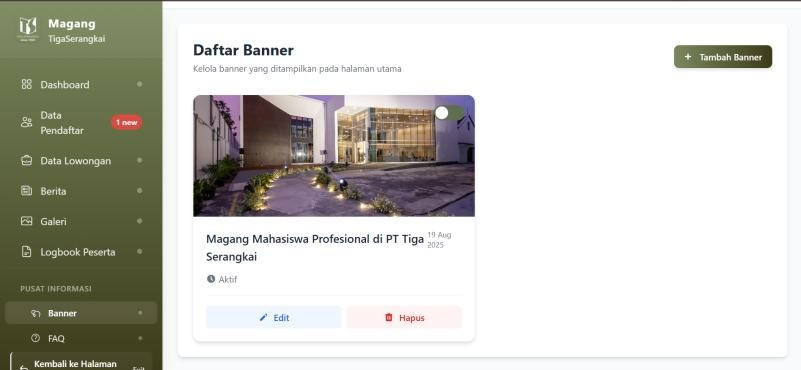 Magang
TigaSerangkai
Dashboard
Data
Pendaftar
1 new
Data Lowongan
Berita
Galeri
Logbook Peserta
PUSAT INFORMASI
Banner
FAQ
Kembali ke Halaman
Exit
Daftar Banner
Kelola banner yang ditampilkan pada halaman utama
+ Tambah Banner
Magang Mahasiswa Profesional di PT Tiga
Serangkai
19 Aug
2025
Aktif
Edit
Hapus